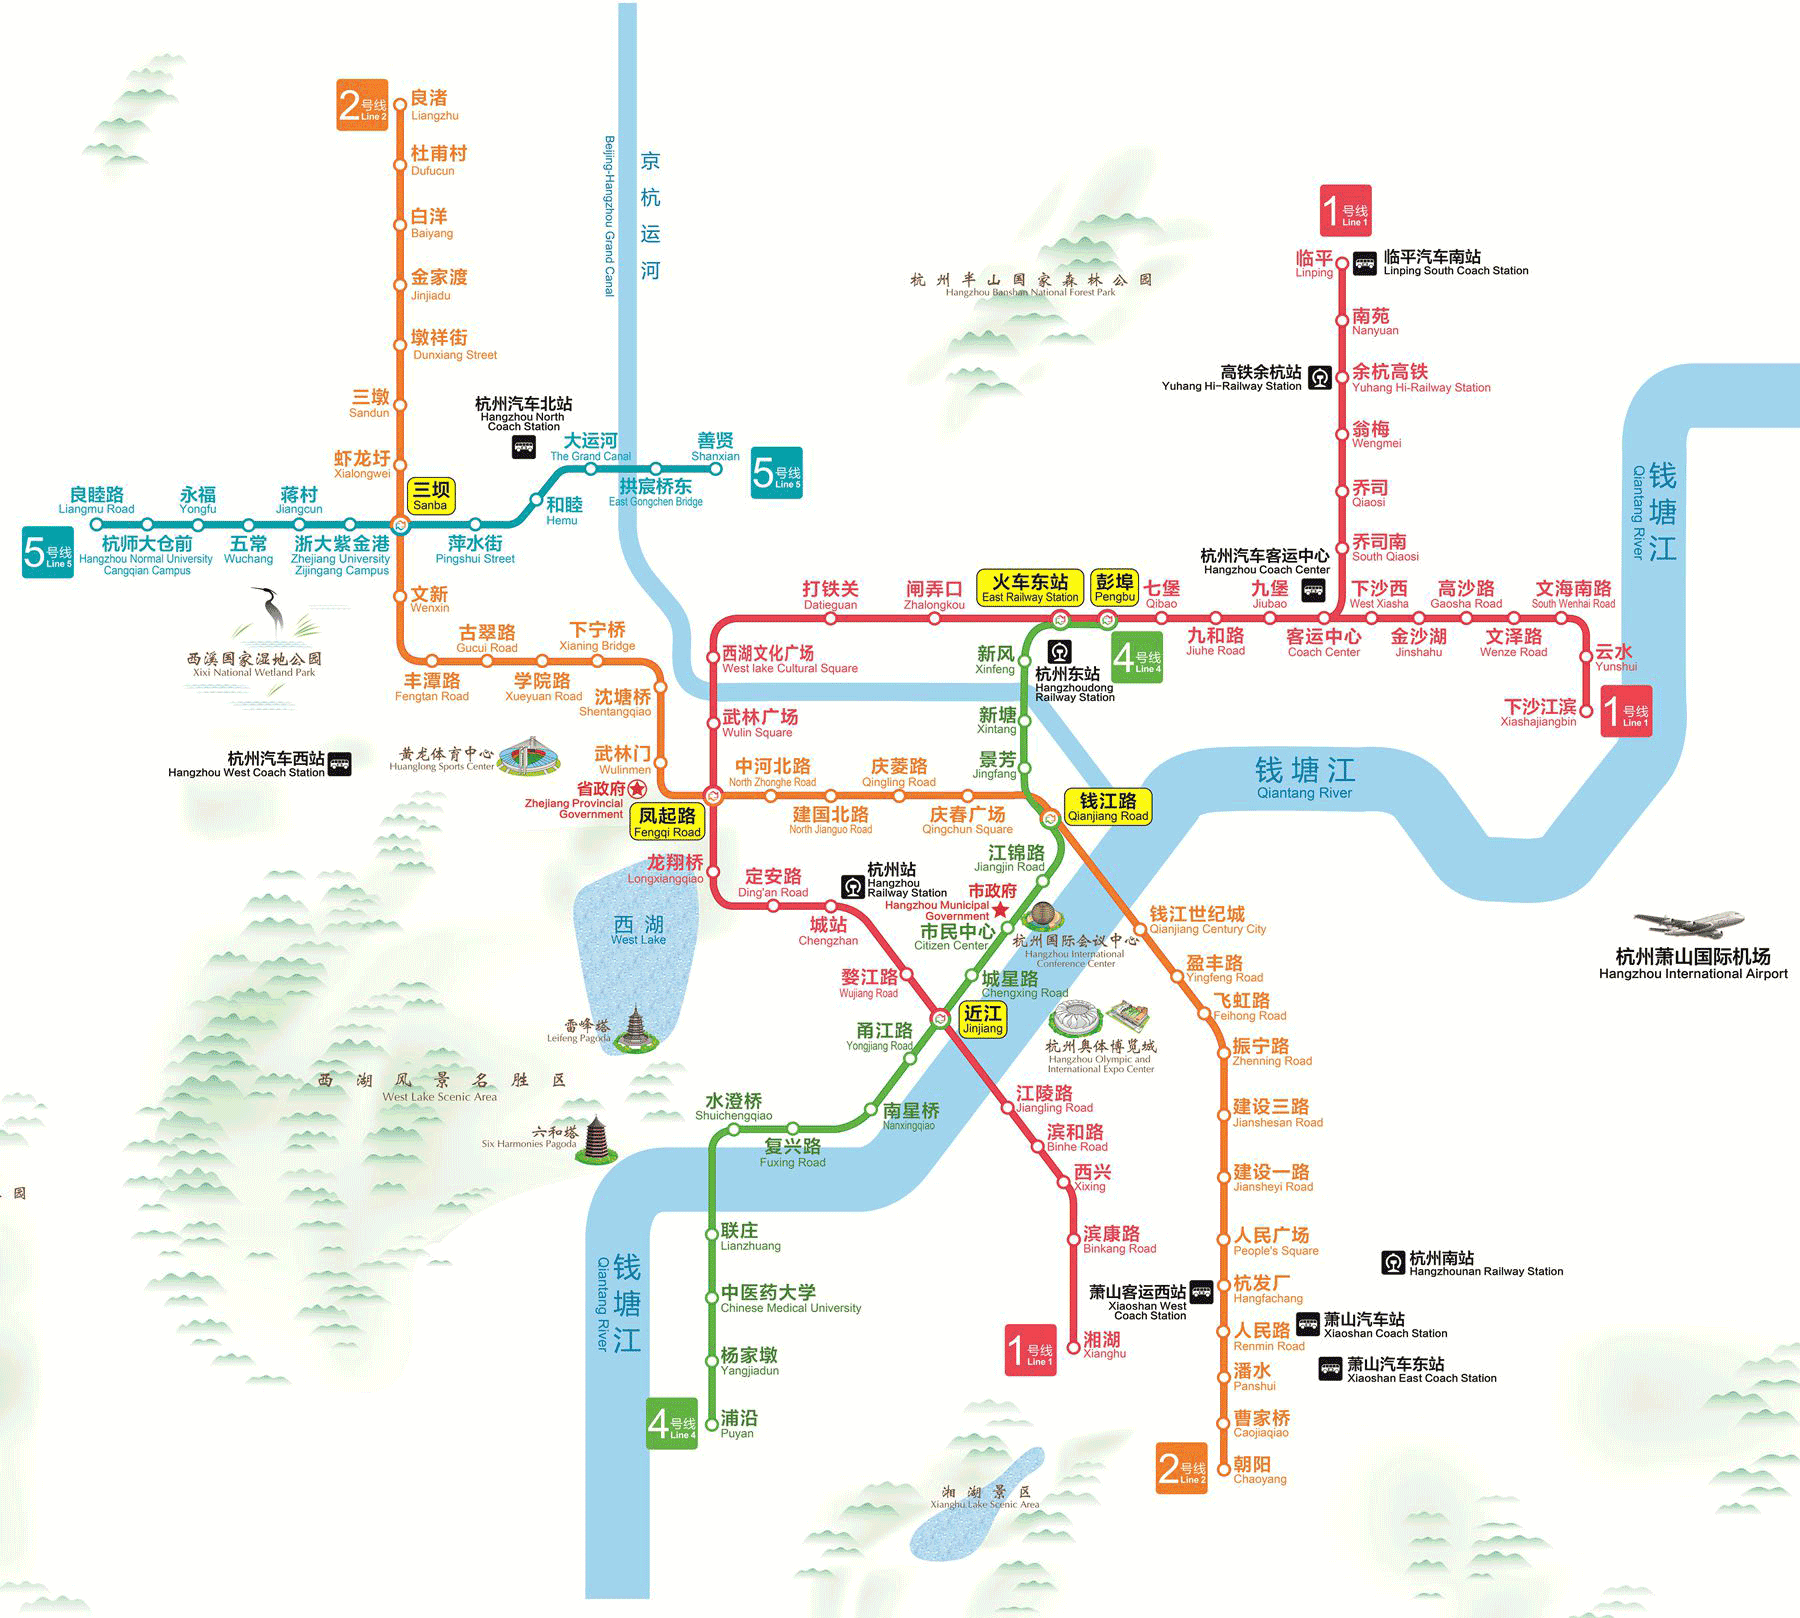 2号线
Line 2
良渚
Liangzhu
杜甫村
Dufucun
白洋
Baiyang
金家渡
Jinjiadu
墩祥街
Dunxiang Street
三墩
Sandun
虾龙圩
Xialongwei
三坝
Sanba
文新
Wenxin
丰潭路
Fengtan Road
古翠路
Gucui Road
学院路
Xueyuan Road
下宁桥
Xianing Bridge
沈塘桥
Shentangqiao
武林门
Wulinmen
省政府
Zhejiang Provincial
Government
凤起路
Fengqi Road
中河北路
North Zhonghe Road
建国北路
North Jianguo Road
庆菱路
Qingling Road
庆春广场
Qingchun Square
钱江路
Qianjiang Road
钱江世纪城
Qianjiang Century City
盈丰路
Yingfeng Road
飞虹路
Feihong Road
振宁路
Zhenning Road
建设三路
Jianshesan Road
建设一路
Jiansheyi Road
人民广场
People's Square
杭发厂
Hangfachang
人民路
Renmin Road
潘水
Panshui
曹家桥
Caojiaqiao
朝阳
Chaoyang
2号线
Line 2
5号线
Line 5
良睦路
Liangmu Road
杭师大仓前
Hangzhou Normal University
Cangqian Campus
永福
Yongfu
五常
Wuchang
蒋村
Jiangcun
浙大紫金港
Zhejiang University
Zijingang Campus
萍水街
Pingshui Street
和睦
Hemu
大运河
The Grand Canal
拱宸桥东
East Gongchen Bridge
善贤
Shanxian
5号线
Line 5
杭州汽车北站
Hangzhou North
Coach Station
京杭运河
Beijing-Hangzhou Grand Canal
杭州半山国家森林公园
Hangzhou Banshan National Forest Park
1号线
Line 1
临平
Linping
临平汽车南站
Linping South Coach Station
南苑
Nanyuan
高铁余杭站
Yuhang Hi-Railway Station
余杭高铁
Yuhang Hi-Railway Station
翁梅
Wengmei
乔司
Qiaosi
乔司南
South Qiaosi
杭州汽车客运中心
Hangzhou Coach Center
客运中心
Coach Center
下沙西
West Xiasha
金沙湖
Jinshahu
高沙路
Gaosha Road
文泽路
Wenze Road
文海南路
South Wenhai Road
云水
Yunshui
下沙江滨
Xiashajiangbin
1号线
Line 1
九堡
Jiubao
九和路
Jiuhe Road
七堡
Qibao
彭埠
Pengbu
火车东站
East Railway Station
闸弄口
Zhalongkou
打铁关
Datieguan
西湖文化广场
West lake Cultural Square
武林广场
Wulin Square
龙翔桥
Longxiangqiao
定安路
Ding'an Road
城站
Chengzhan
杭州站
Hangzhou
Railway Station
婺江路
Wujiang Road
近江
Jinjiang
江陵路
Jiangling Road
滨和路
Binhe Road
西兴
Xixing
滨康路
Binkang Road
湘湖
Xianghu
1号线
Line 1
4号线
Line 4
杭州东站
Hangzhoudong
Railway Station
新风
Xinfeng
新塘
Xintang
景芳
Jingfang
江锦路
Jiangjin Road
市政府
Hangzhou Municipal
Government
市民中心
Citizen Center
城星路
Chengxing Road
甬江路
Yongjiang Road
南星桥
Nanxingqiao
复兴路
Fuxing Road
水澄桥
Shuichengqiao
联庄
Lianzhuang
中医药大学
Chinese Medical University
杨家墩
Yangjiadun
浦沿
Puyan
4号线
Line 4
西溪国家湿地公园
Xixi National Wetland Park
杭州汽车西站
Hangzhou West Coach Station
黄龙体育中心
Huanglong Sports Center
西湖
West Lake
雷峰塔
Leifeng Pagoda
西湖风景名胜区
West Lake Scenic Area
六和塔
Six Harmonies Pagoda
园
杭州国际会议中心
Hangzhou International
Conference Center
杭州奥体博览城
Hangzhou Olympic and
International Expo Center
钱塘江
Qiantang River
钱塘江
Qiantang River
钱塘江
Qiantang River
杭州萧山国际机场
Hangzhou International Airport
萧山客运西站
Xiaoshan West
Coach Station
杭州南站
Hangzhounan Railway Station
萧山汽车站
Xiaoshan Coach Station
萧山汽车东站
Xiaoshan East Coach Station
湘湖景区
Xianghu Lake Scenic Area